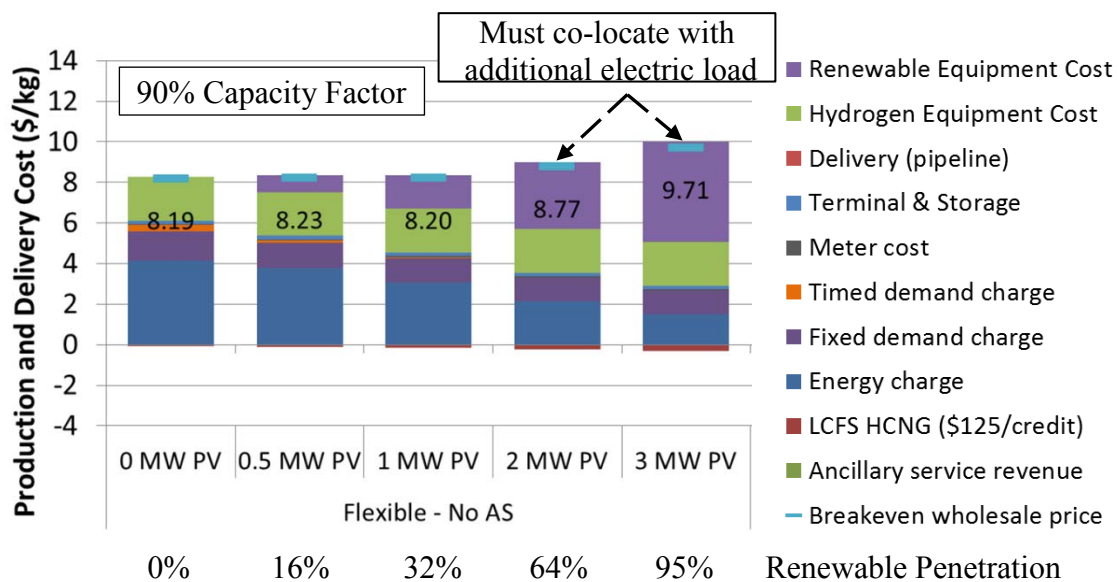 Must co-locate with
additional electric load
90% Capacity Factor
Production and Delivery Cost ($/kg)
14
12
10
8
6
4
2
0
-2
-4
8.19
8.23
8.20
8.77
9.71
0 MW PV
0.5 MW PV
1 MW PV
2 MW PV
3 MW PV
Flexible - No AS
0%
16%
32%
64%
95%
Renewable Penetration
Renewable Equipment Cost
Hydrogen Equipment Cost
Delivery (pipeline)
Terminal & Storage
Meter cost
Timed demand charge
Fixed demand charge
Energy charge
LCFS HCNG ($125/credit)
Ancillary service revenue
Breakeven wholesale price